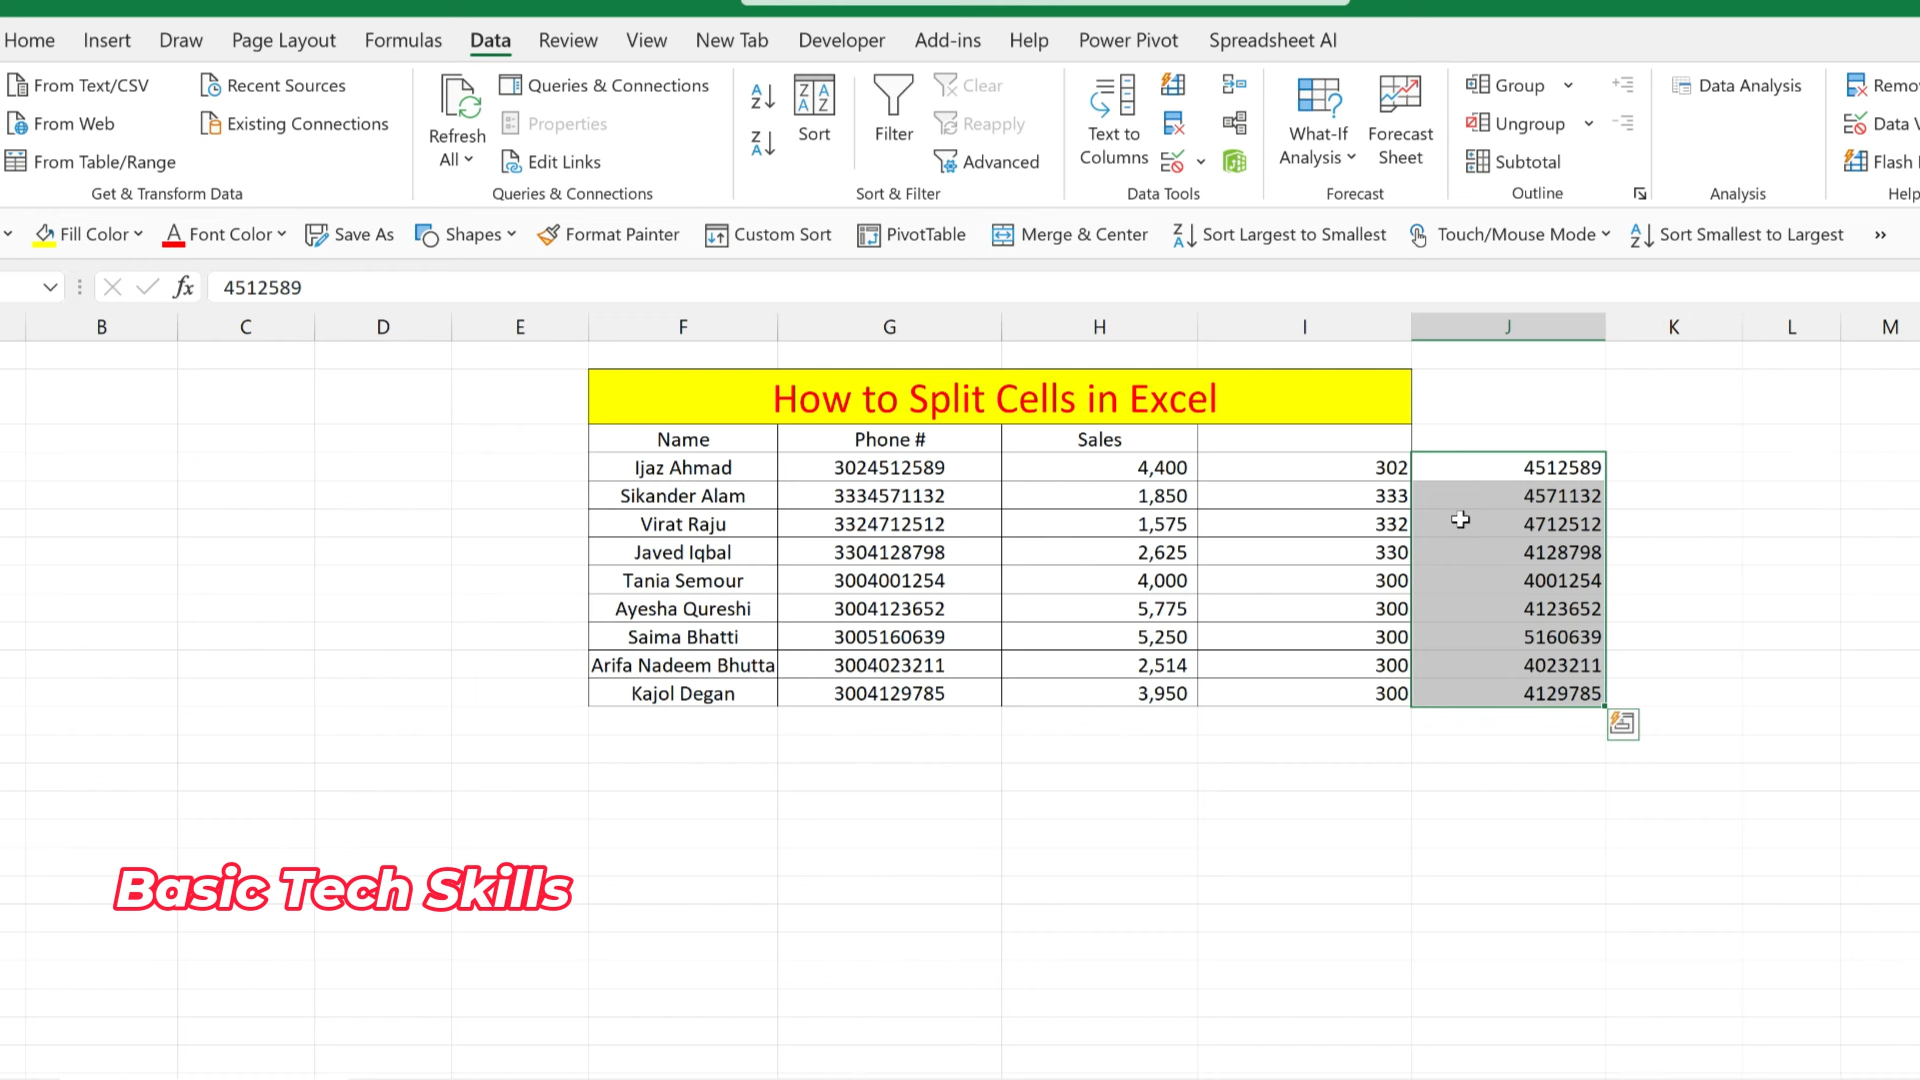 Home Insert Draw Page Layout Formulas Data Review View New Tab Developer Add-ins Help Power Pivot Spreadsheet AI
From Text/CSV
From Web
From Table/Range
Recent Sources
Existing Connections
Get & Transform Data
Refresh All
Queries & Connections
Properties
Edit Links
Queries & Connections
Sort
Filter
Clear
Reapply
Advanced
Sort & Filter
Text to Columns
Data Tools
What-If Analysis
Forecast Sheet
Forecast
Group
Ungroup
Subtotal
Outline
Data Analysis
Analysis
Remo
Data V
Flash
Help
Fill Color Font Color Save As Shapes Format Painter Custom Sort PivotTable Merge & Center Sort Largest to Smallest Touch/Mouse Mode Sort Smallest to Largest »
fx 4512589
B C D E F G H I J K L M
How to Split Cells in Excel
Name Phone # Sales
Ijaz Ahmad 3024512589 4,400 302 4512589
Sikander Alam 3334571132 1,850 333 4571132
Virat Raju 3324712512 1,575 332 4712512
Javed Iqbal 3304128798 2,625 330 4128798
Tania Semour 3004001254 4,000 300 4001254
Ayesha Qureshi 3004123652 5,775 300 4123652
Saima Bhatti 3005160639 5,250 300 5160639
Arifa Nadeem Bhutta 3004023211 2,514 300 4023211
Kajol Degan 3004129785 3,950 300 4129785
Basic Tech Skills